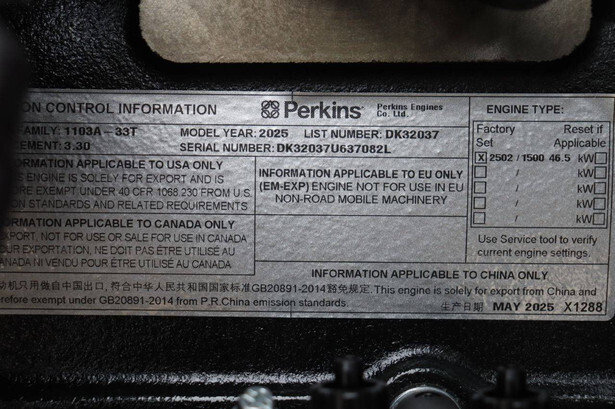 ON CONTROL INFORMATION
Perkins
Perkins Engines
Co. Ltd.
AMILY: 1103A-33T
MODEL YEAR: 2025 LIST NUMBER: DK32037
EMENT: 3.3D
SERIAL NUMBER: DK32037U637082L
ENGINE TYPE:
Factory
Set
Reset if
Applicable
X 2502 / 1500 46.5 kW
/ kW
/ kW
/ kW
/ kW
Use Service tool to verify
current engine settings.
ORMATION APPLICABLE TO USA ONLY
S ENGINE IS SOLELY FOR EXPORT AND IS
RE EXEMPT UNDER 40 CFR 1068.230 FROM U.S.
ON STANDARDS AND RELATED REQUIREMENTS
INFORMATION APPLICABLE TO EU ONLY
(EM-EXP) ENGINE NOT FOR USE IN EU
NON-ROAD MOBILE MACHINERY
ORMATION APPLICABLE TO CANADA ONLY
XPORT, NOT FOR USE OR SALE FOR USE IN CANADA
UR EXPORTATION, NE DOIT PAS ÊTRE UTILISÉ AU
ANADA NI VENDU POUR ÊTRE UTILISÉ AU CANADA
INFORMATION APPLICABLE TO CHINA ONLY
动机只用做自中国出口, 符合中华人民共和国国家标准GB20891-2014豁免规定. This engine is solely for export from China and
refore exempt under GB20891-2014 from P.R.China emission standards.
生产日期 MAY 2025 X1288